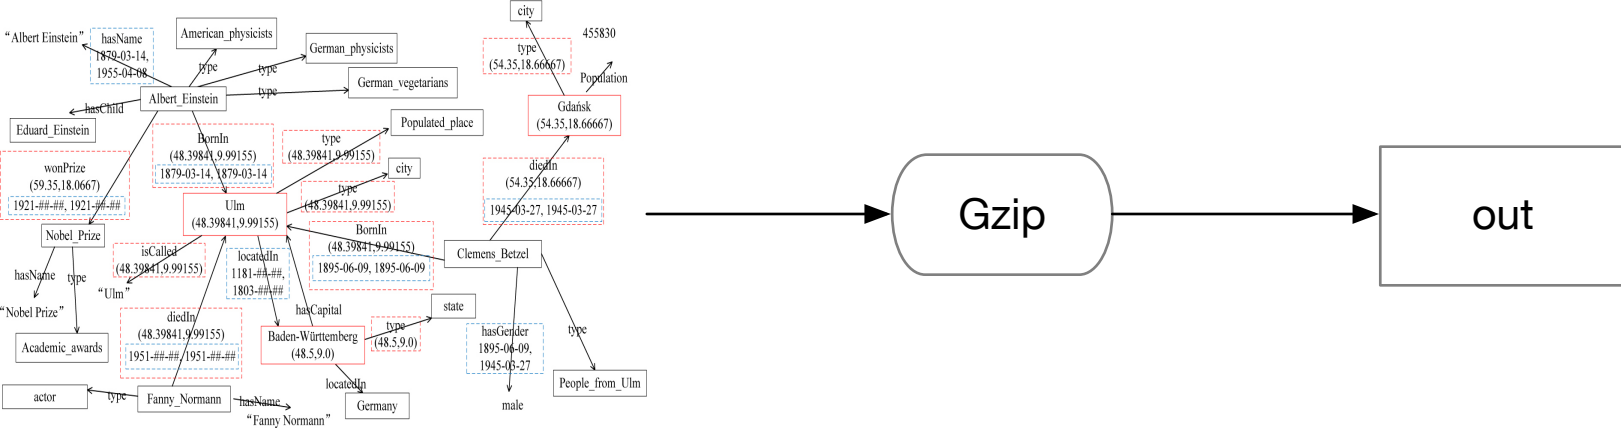 city
American_physicists
455830
“Albert Einstein”
hasName
1879-03-14,
1955-04-08
German_physicists
type
(54.35,18.66667)
type
type
Population
German_vegetarians
type
Albert_Einstein
hasChild
Gdańsk
(54.35,18.66667)
Eduard_Einstein
Populated_place
BornIn
(48.39841,9.99155)
1879-03-14, 1879-03-14
type
(48.39841,9.99155)
wonPrize
(59.35,18.0667)
1921-##-##, 1921-##-##
city
diedIn
(54.35,18.66667)
1945-03-27, 1945-03-27
type
(48.39841,9.99155)
Ulm
(48.39841,9.99155)
Gzip
out
Nobel_Prize
BornIn
(48.39841,9.99155)
1895-06-09, 1895-06-09
isCalled
(48.39841,9.99155)
locatedIn
1181-##-##,
1803-##-##
Clemens_Betzel
hasName
type
“Ulm”
“Nobel Prize”
hasCapital
state
diedIn
(48.39841,9.99155)
1951-##-##, 1951-##-##
Baden-Württemberg
(48.5,9.0)
type
(48.5,9.0)
hasGender
1895-06-09,
1945-03-27
type
Academic_awards
locatedIn
People_from_Ulm
actor
type
Fanny_Normann
hasName
Germany
male
“Fanny Normann”